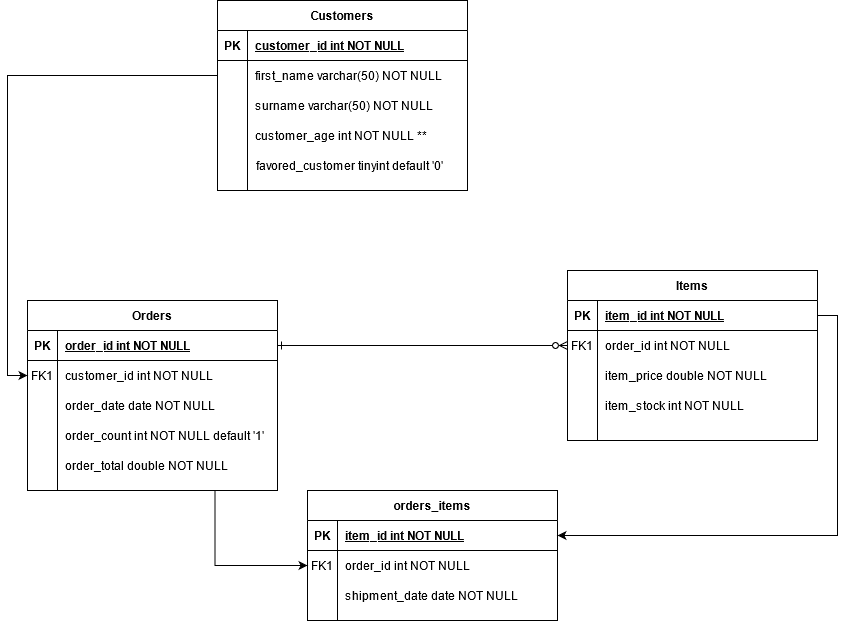 Customers
PK customer_id int NOT NULL
first_name varchar(50) NOT NULL
surname varchar(50) NOT NULL
customer_age int NOT NULL **
favored_customer tinyint default '0'
Orders
PK order_id int NOT NULL
FK1 customer_id int NOT NULL
order_date date NOT NULL
order_count int NOT NULL default '1'
order_total double NOT NULL
Items
PK item_id int NOT NULL
FK1 order_id int NOT NULL
item_price double NOT NULL
item_stock int NOT NULL
orders_items
PK item_id int NOT NULL
FK1 order_id int NOT NULL
shipment_date date NOT NULL